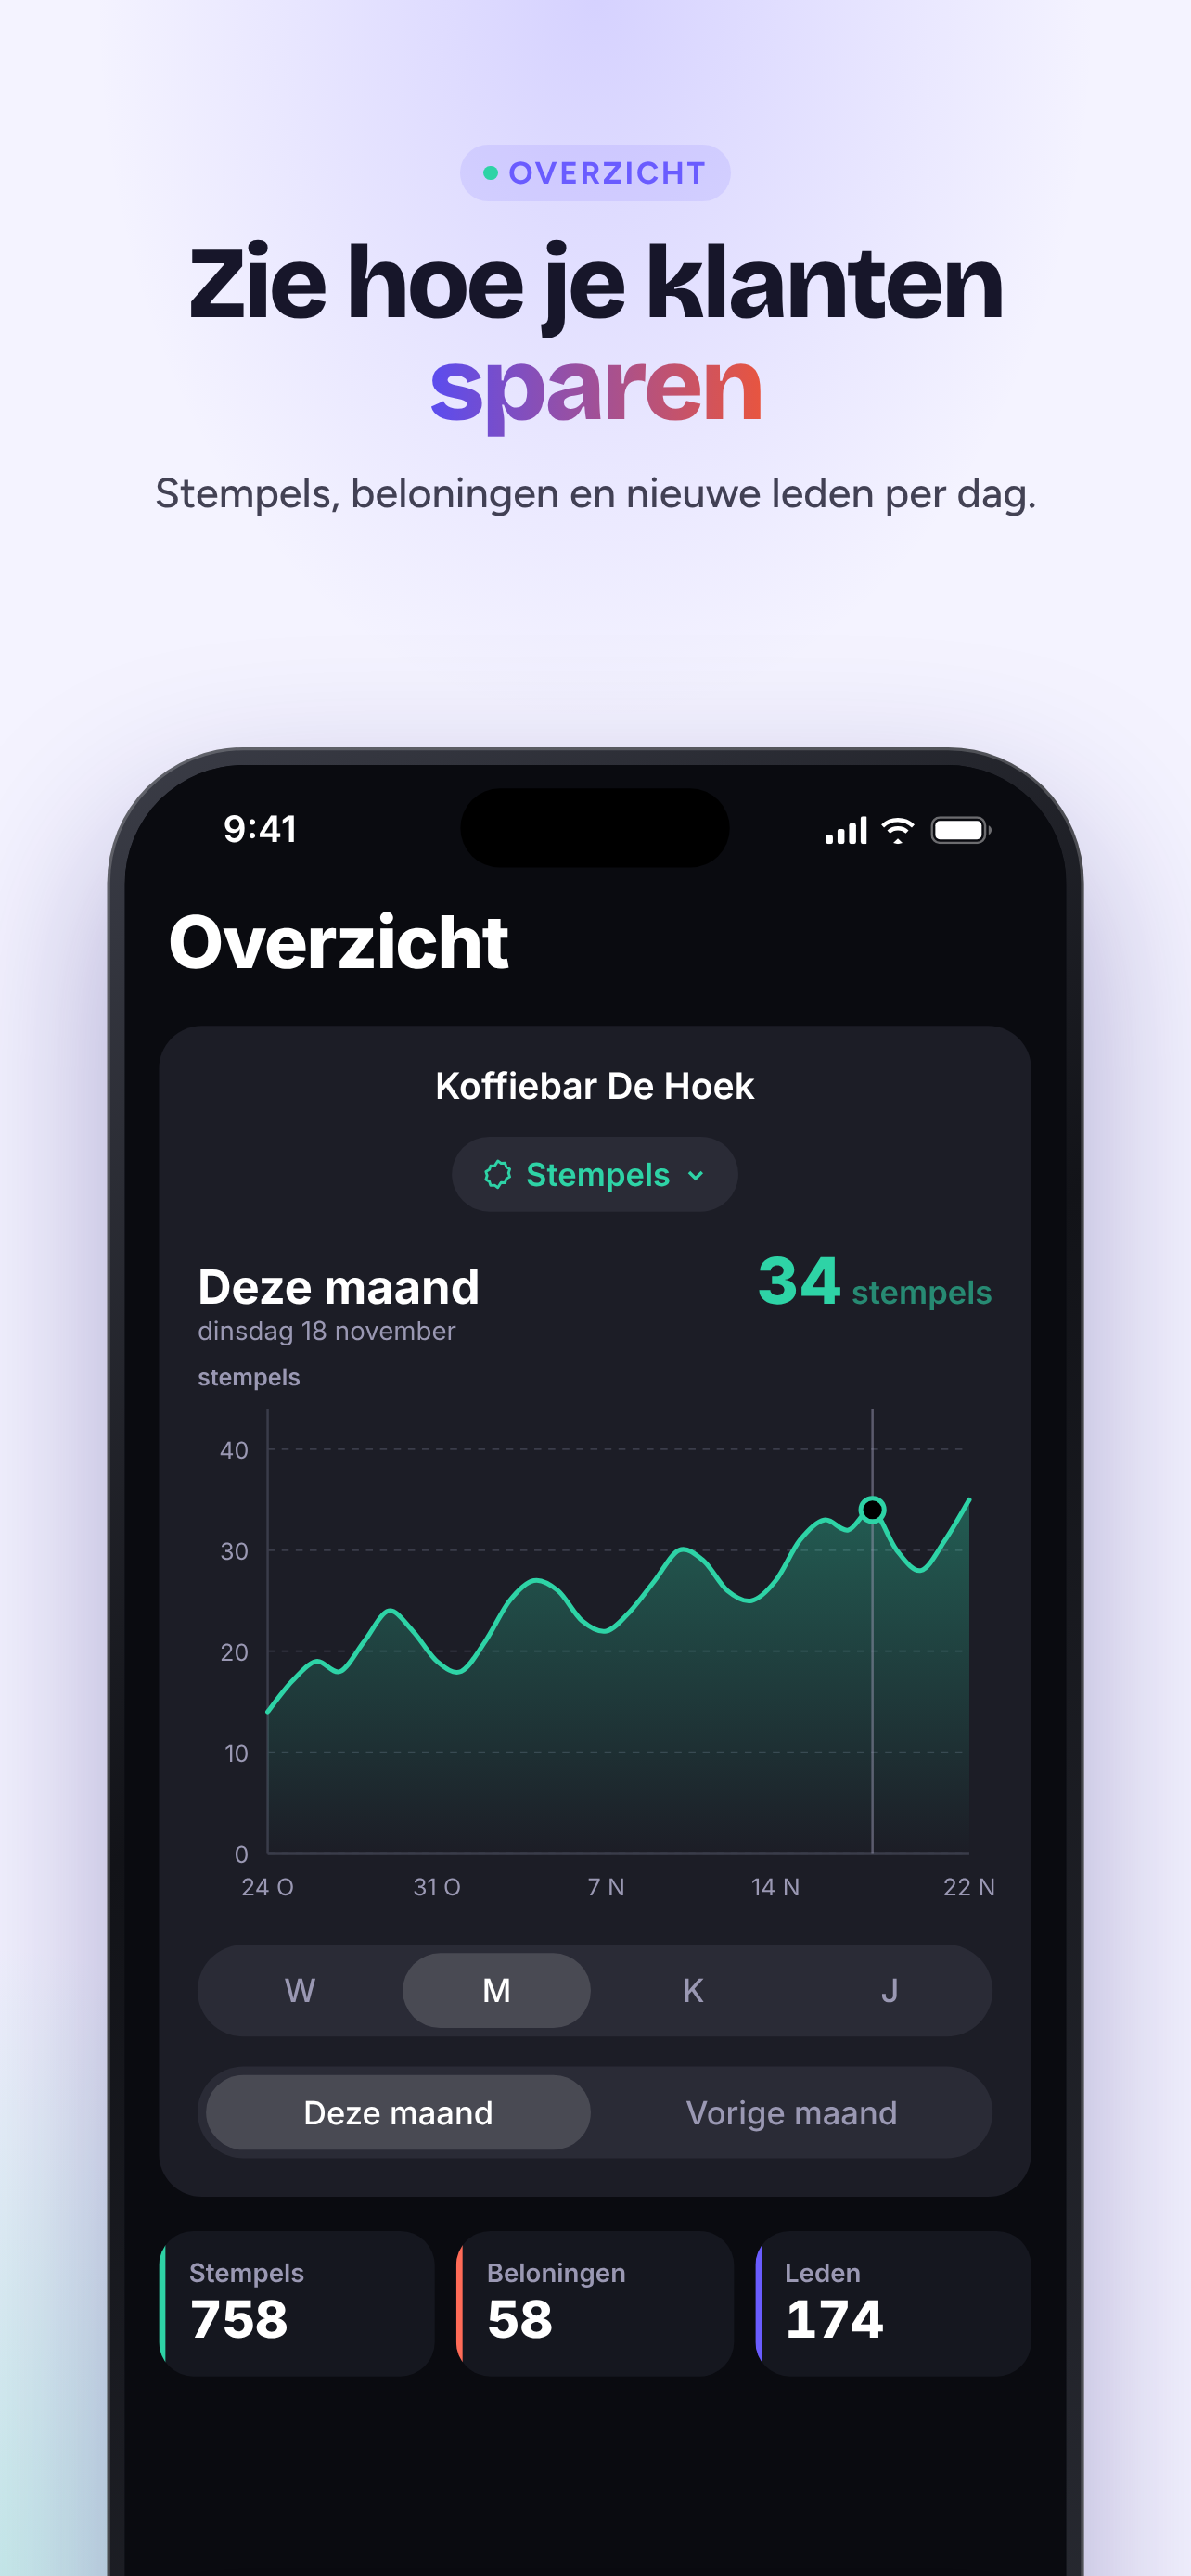 OVERZICHT
Zie hoe je klanten
sparen
Stempels, beloningen en nieuwe leden per dag.
9:41
Overzicht
Koffiebar De Hoek
Stempels
Deze maand
34 stempels
dinsdag 18 november
stempels
40
30
20
10
0
24 O 31 O 7 N 14 N 22 N
W M K J
Deze maand Vorige maand
Stempels Beloningen Leden
758 58 174